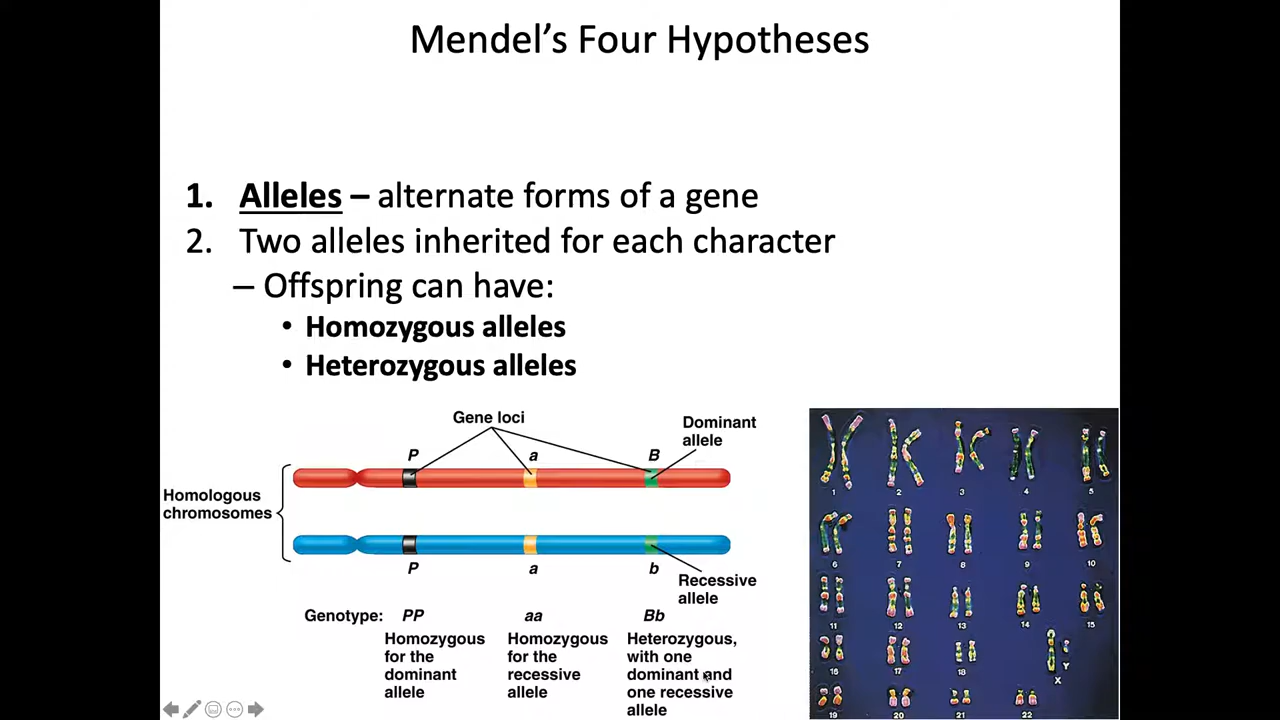 Mendel’s Four Hypotheses
1. Alleles – alternate forms of a gene
2. Two alleles inherited for each character
– Offspring can have:
• Homozygous alleles
• Heterozygous alleles
Gene loci
Dominant
allele
P a B
Homologous
chromosomes
P a b
Recessive
allele
Genotype: PP aa Bb
Homozygous
for the
dominant
allele
Homozygous
for the
recessive
allele
Heterozygous,
with one
dominant and
one recessive
allele
1 2 3 4 5
6 7 8 9 10
11 12 13 14 15
16 17 18 X Y
19 20 21 22